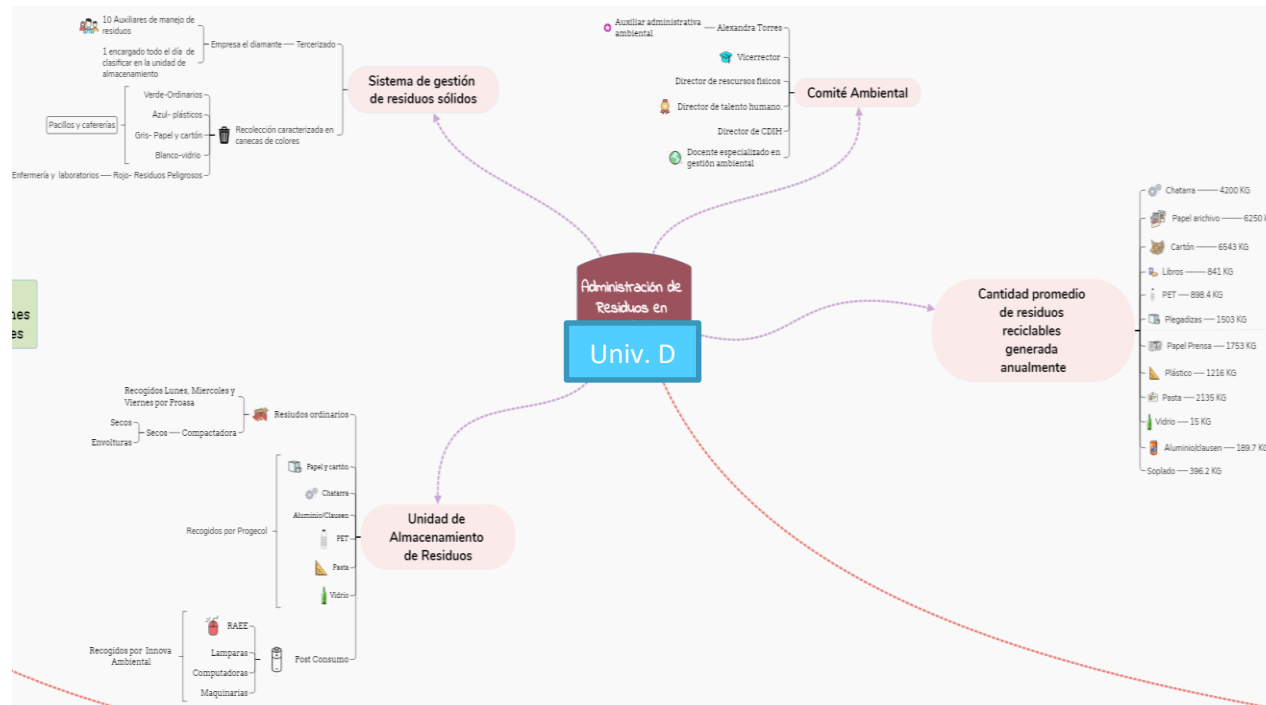 10 Auxiliares de manejo de
residuos
1 encargado todo el día de
clasificar en la unidad de
almacenamiento
Empresa el diamante
Tercerizado
Verde-Ordinarios
Azul- plásticos
Gris- Papel y cartón
Blanco-vidrio
Pacillos y cafererías
Enfermería y laboratorios
Rojo- Residuos Peligrosos
Recolección caracterizada en
canecas de colores
Sistema de gestión
de residuos sólidos
Auxiliar administrativa
ambiental
Alexandra Torres
Vicerrector
Director de rescursos físicos
Director de talento humano.
Director de CDIH
Docente especializado en
gestión ambiental
Comité Ambiental
Administración de
Residuos en
Univ. D
nes
es
Cantidad promedio
de residuos
reciclables
generada
anualmente
Chatarra 4200 KG
Papel arichivo 6250
Cartón 6543 KG
Libros 841 KG
PET 898.4 KG
Plegadizas 1503 KG
Papel Prensa 1753 KG
Plástico 1216 KG
Pasta 2135 KG
Vidrio 15 KG
Aluminio/clausen 189.7 KG
Soplado 396.2 KG
Recogidos Lunes, Miercoles y
Viernes por Proasa
Secos
Envolturas
Secos
Compactadora
Resiudos ordinarios
Papel y cartón
Chatarra
Aluminio/Clausen
PET
Pasta
Vidrio
Recogidos por Progecol
Unidad de
Almacenamiento
de Residuos
RAEE
Lamparas
Computadoras
Maquinarias
Recogidos por Innova
Ambiental
Post Consumo